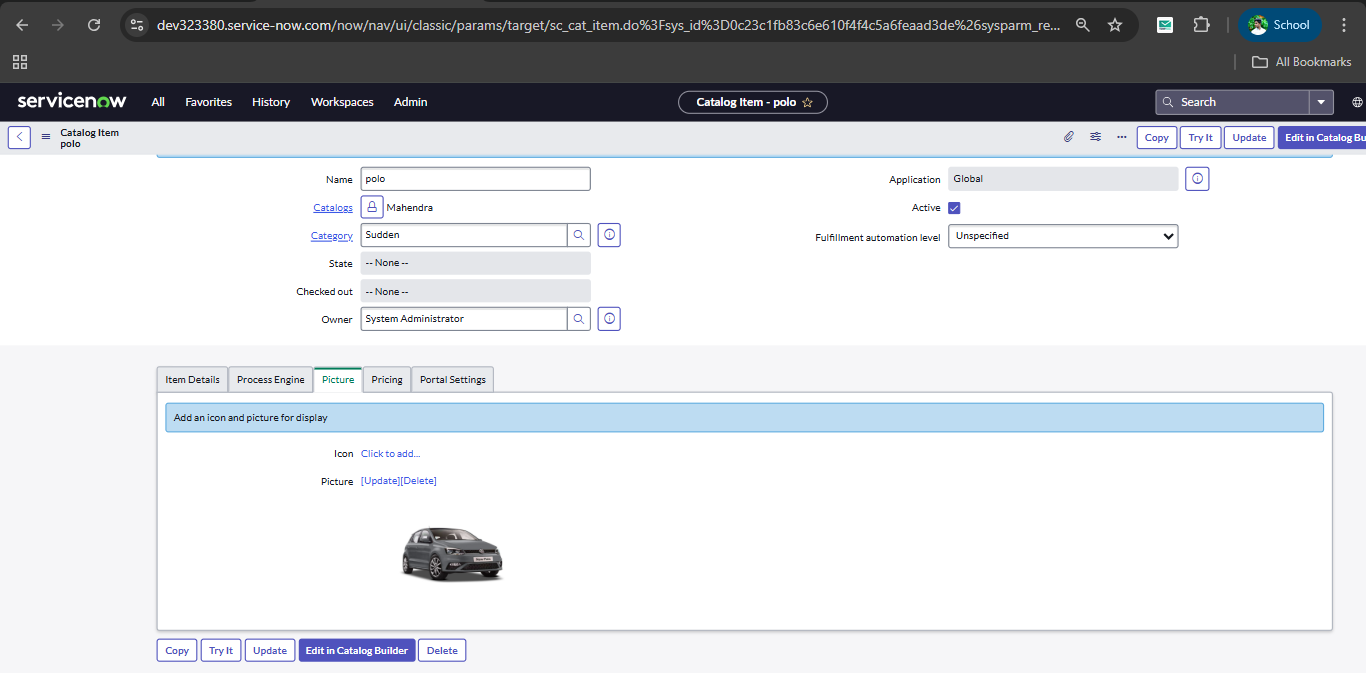 dev323380.service-now.com/now/nav/ui/classic/params/target/sc_cat_item.do%3Fsys_id%3D0c23c1fb83c6e610f4f4c5a6feaad3de%26sysparm_re...
School
All Bookmarks
servicenow All Favorites History Workspaces Admin Catalog Item - polo Search
Catalog Item
polo
Copy Try It Update Edit in Catalog Bu
Name polo Application Global
Catalogs Mahendra Active
Category Sudden Fulfillment automation level Unspecified
State -- None --
Checked out -- None --
Owner System Administrator
Item Details Process Engine Picture Pricing Portal Settings
Add an icon and picture for display
Icon Click to add...
Picture [Update][Delete]
Copy Try It Update Edit in Catalog Builder Delete